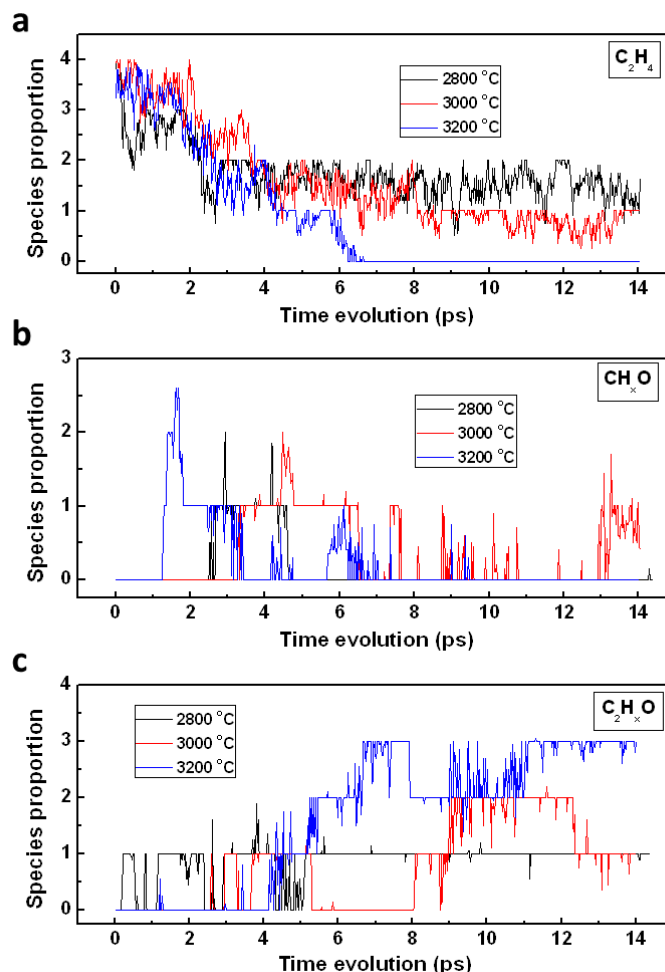 a
C₂H₄
2800 °C
3000 °C
3200 °C
Species proportion
4
3
2
1
0
0 2 4 6 8 10 12 14
Time evolution (ps)
b
CHₓO
2800 °C
3000 °C
3200 °C
Species proportion
3
2
1
0
0 2 4 6 8 10 12 14
Time evolution (ps)
c
C₂HₓO
2800 °C
3000 °C
3200 °C
Species proportion
4
3
2
1
0
0 2 4 6 8 10 12 14
Time evolution (ps)